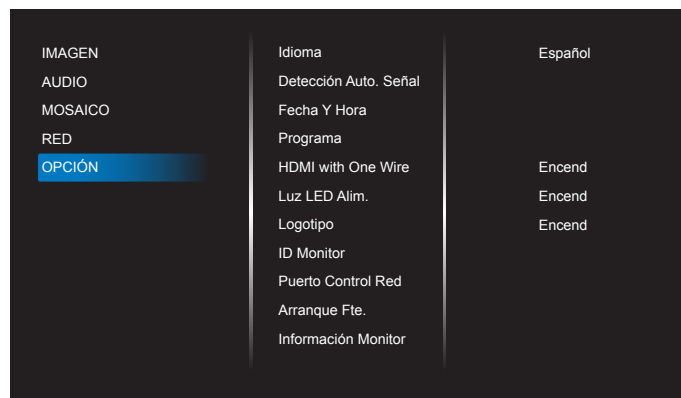 IMAGEN Idioma Español
AUDIO Detección Auto. Señal
MOSAICO Fecha Y Hora
RED Programa
OPCIÓN HDMI with One Wire Encend
Luz LED Alim. Encend
Logotipo Encend
ID Monitor
Puerto Control Red
Arranque Fte.
Información Monitor